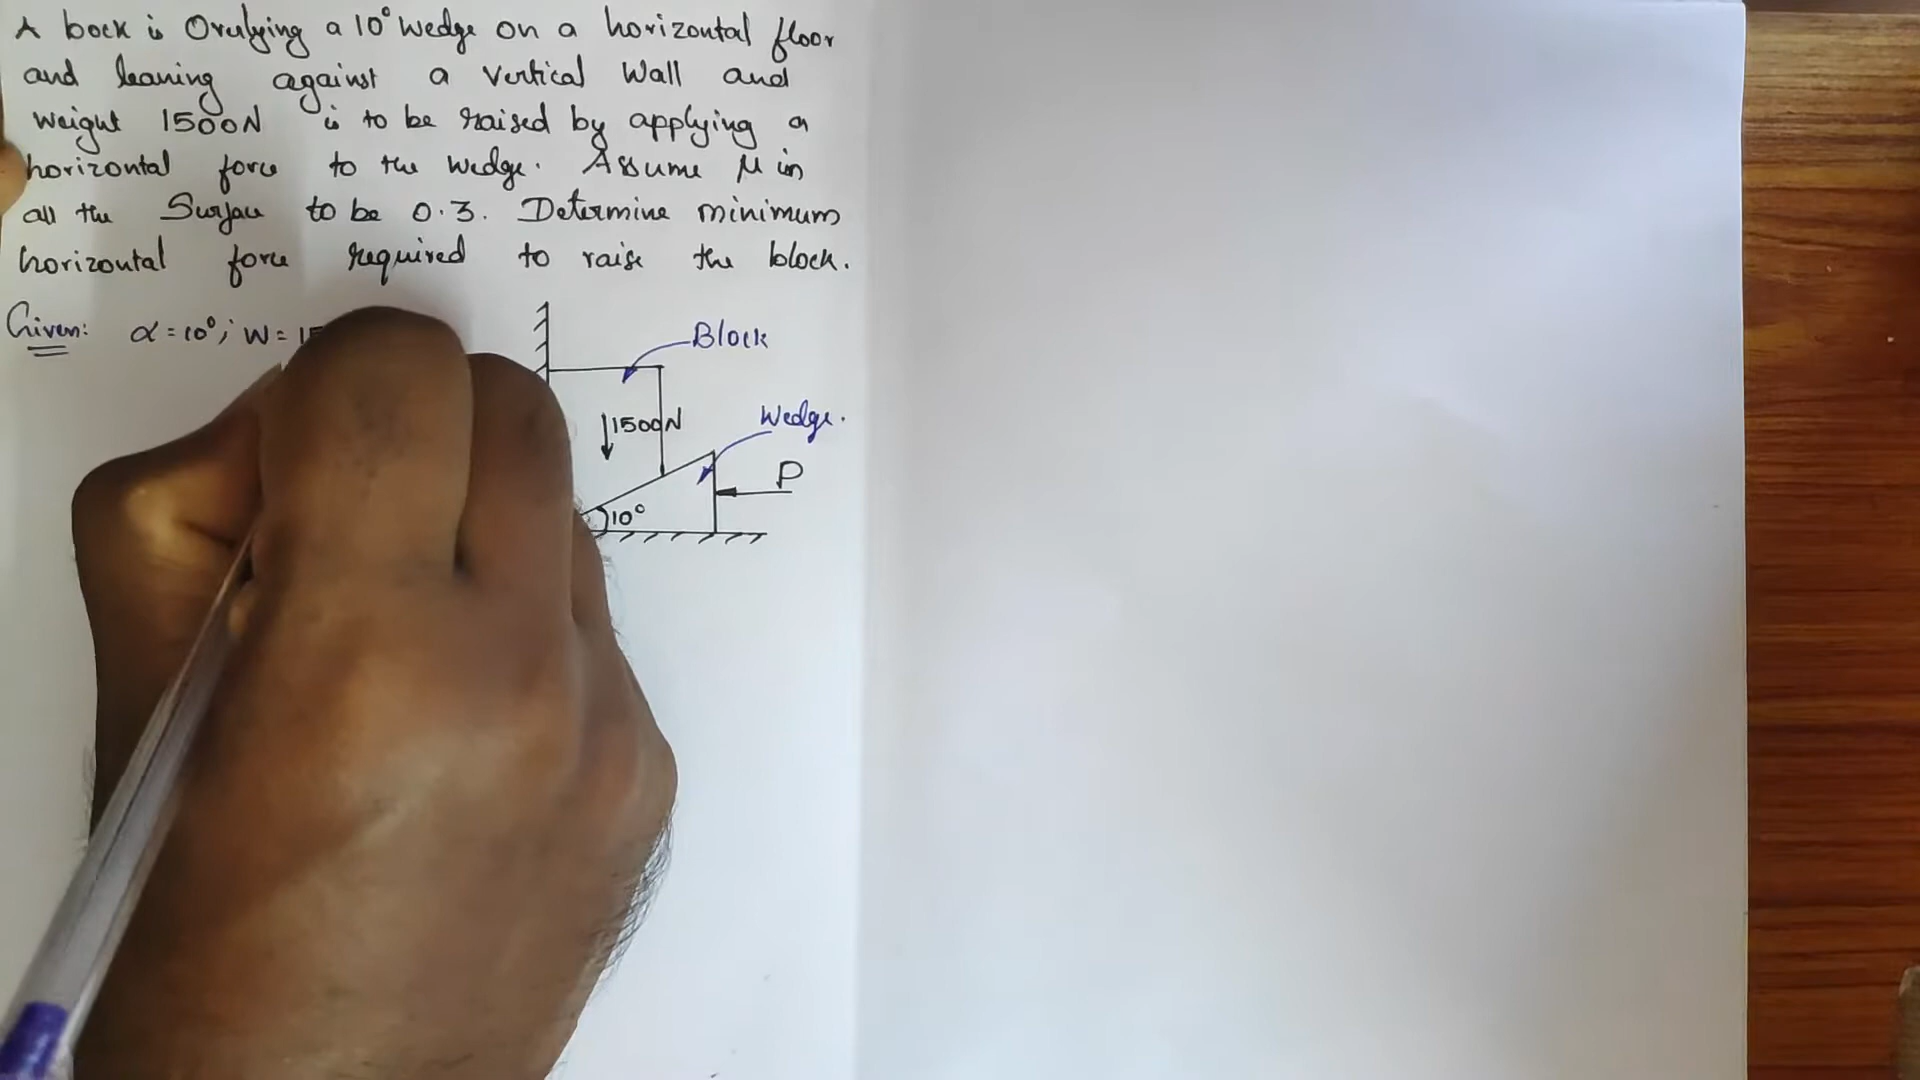 A bock is Overlying a 10° wedge on a horizontal floor
and leaning against a Vertical Wall and
weight 1500N is to be raised by applying a
horizontal force to the wedge. Assume μ in
all the Surface to be 0.3. Determine minimum
horizontal force required to raise the block.
Given: α = 10°; W = 15
Block
1500N
Wedge.
P
10°